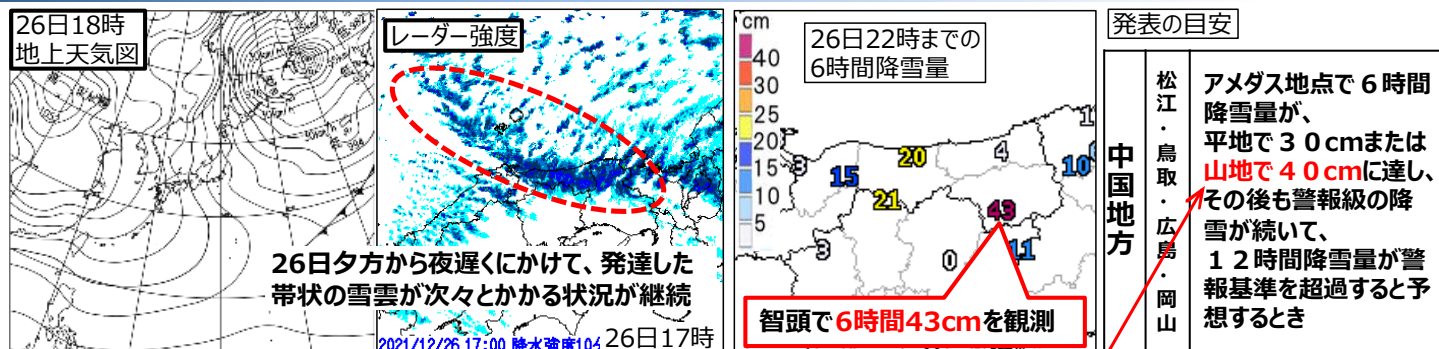 26日18時
地上天気図
レーダー強度
26日夕方から夜遅くにかけて、発達した
帯状の雪雲が次々とかかる状況が継続
2021/12/26 17:00 降水強度10分
26日17時
cm
40
30
25
20
15
10
5
26日22時までの
6時間降雪量
3
15
20
4
10
21
43
3
0
11
智頭で6時間43cmを観測
発表の目安
中国地方
松江・鳥取・広島・岡山
アメダス地点で６時間
降雪量が、
平地で３０cmまたは
山地で４０cmに達し、
その後も警報級の降
雪が続いて、
１２時間降雪量が警
報基準を超過すると予
想するとき